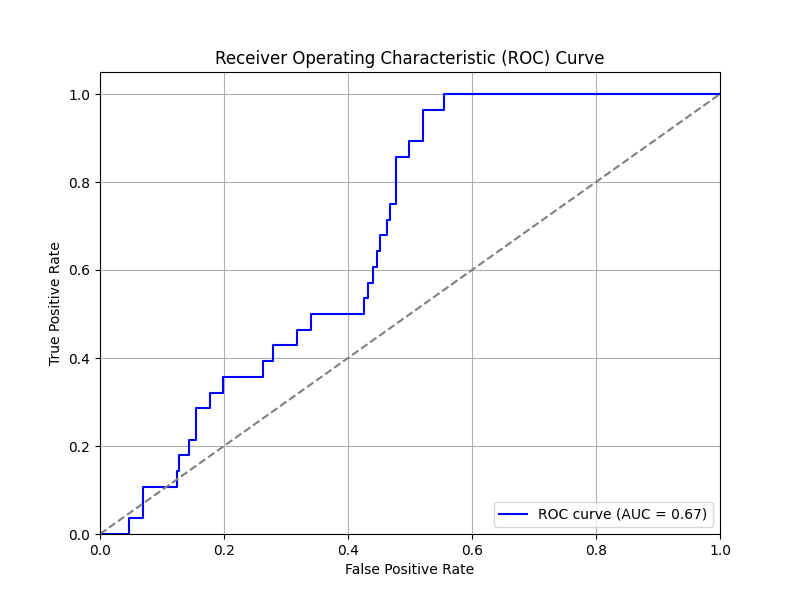 Receiver Operating Characteristic (ROC) Curve
1.0
0.8
0.6
0.4
0.2
0.0
True Positive Rate
ROC curve (AUC = 0.67)
0.0 0.2 0.4 0.6 0.8 1.0
False Positive Rate